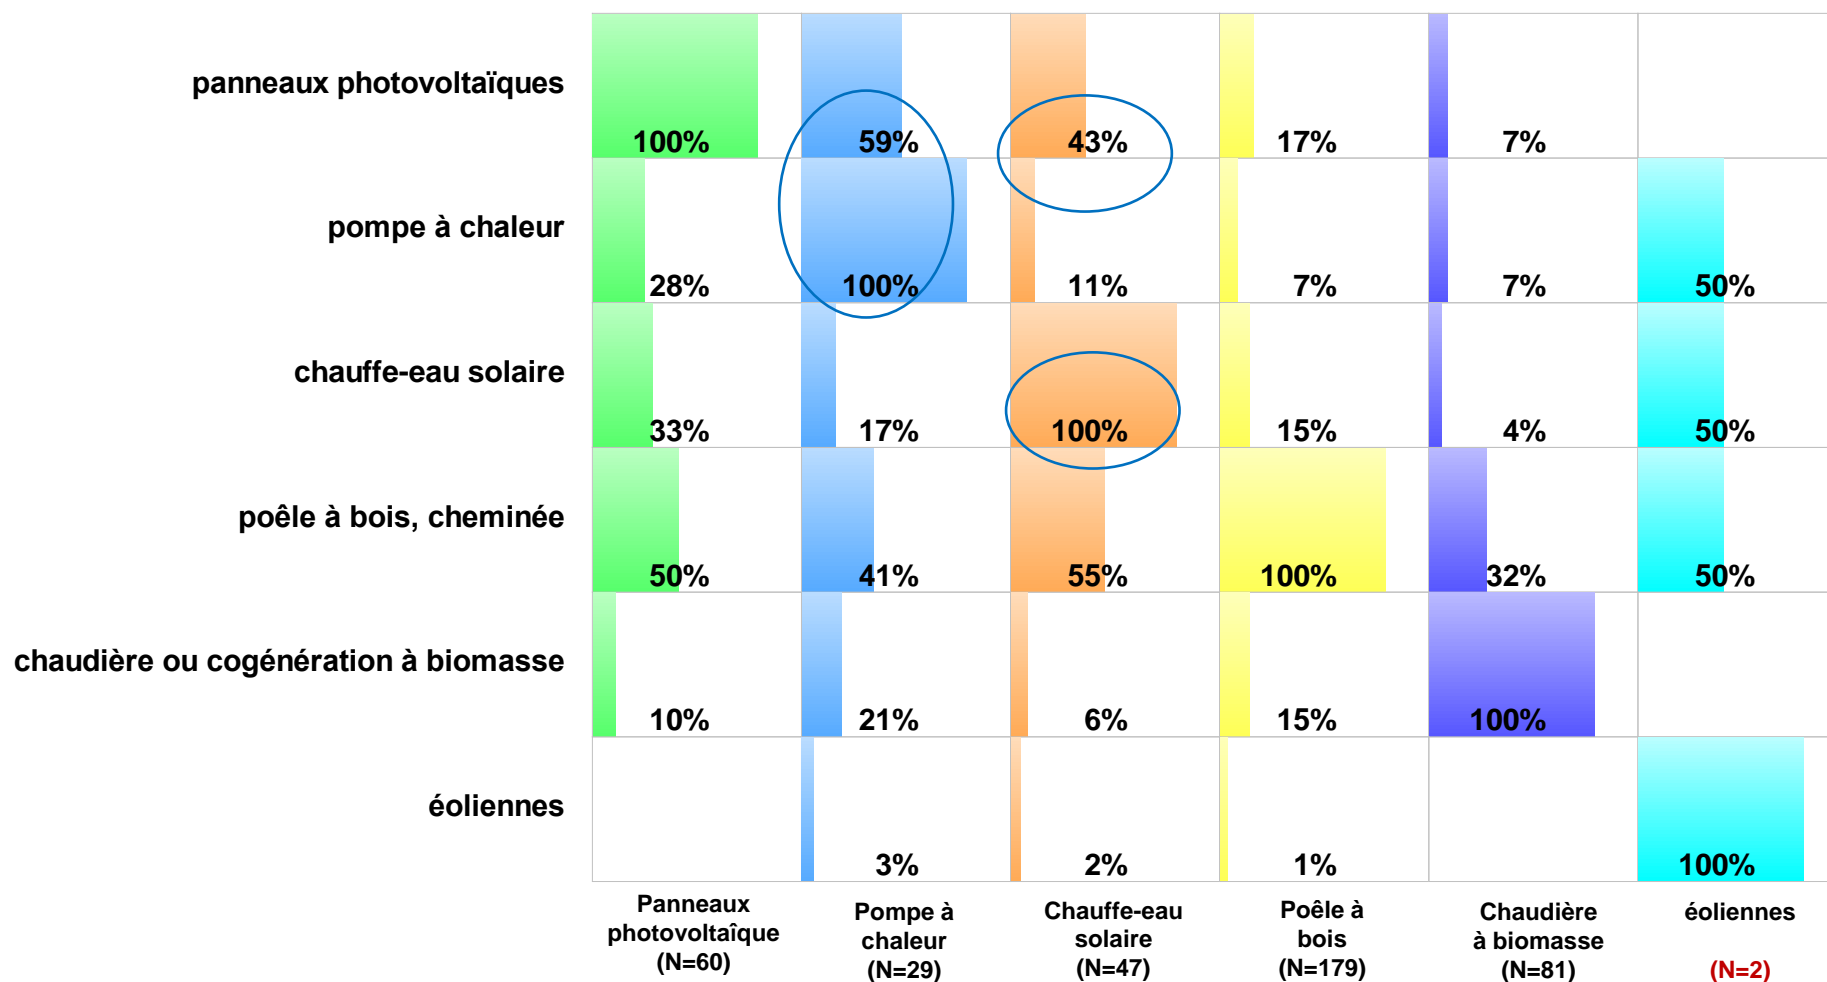 panneaux photovoltaïques
100% 59% 43% 17% 7%
pompe à chaleur
28% 100% 11% 7% 7% 50%
chauffe-eau solaire
33% 17% 100% 15% 4% 50%
poêle à bois, cheminée
50% 41% 55% 100% 32% 50%
chaudière ou cogénération à biomasse
10% 21% 6% 15% 100%
éoliennes
3% 2% 1% 100%
Panneaux
photovoltaîque
(N=60)
Pompe à
chaleur
(N=29)
Chauffe-eau
solaire
(N=47)
Poêle à
bois
(N=179)
Chaudière
à biomasse
(N=81)
éoliennes
(N=2)